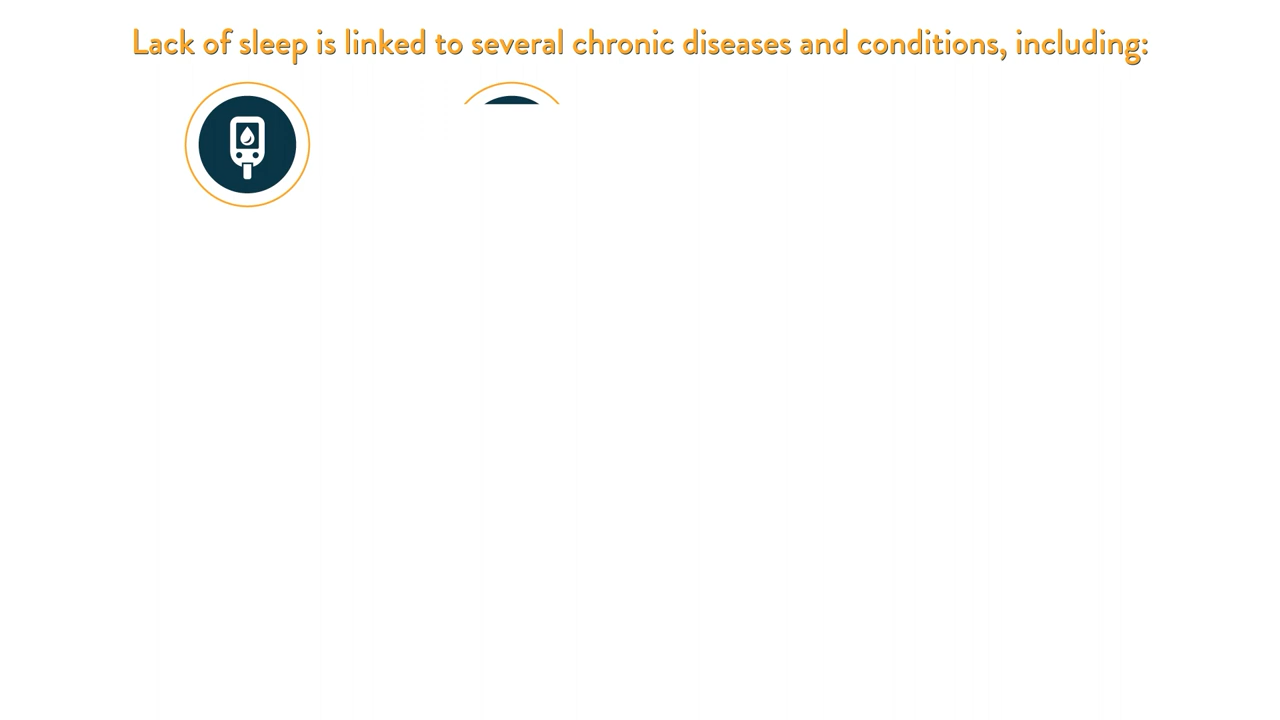 Lack of sleep is linked to several chronic diseases and conditions, including: